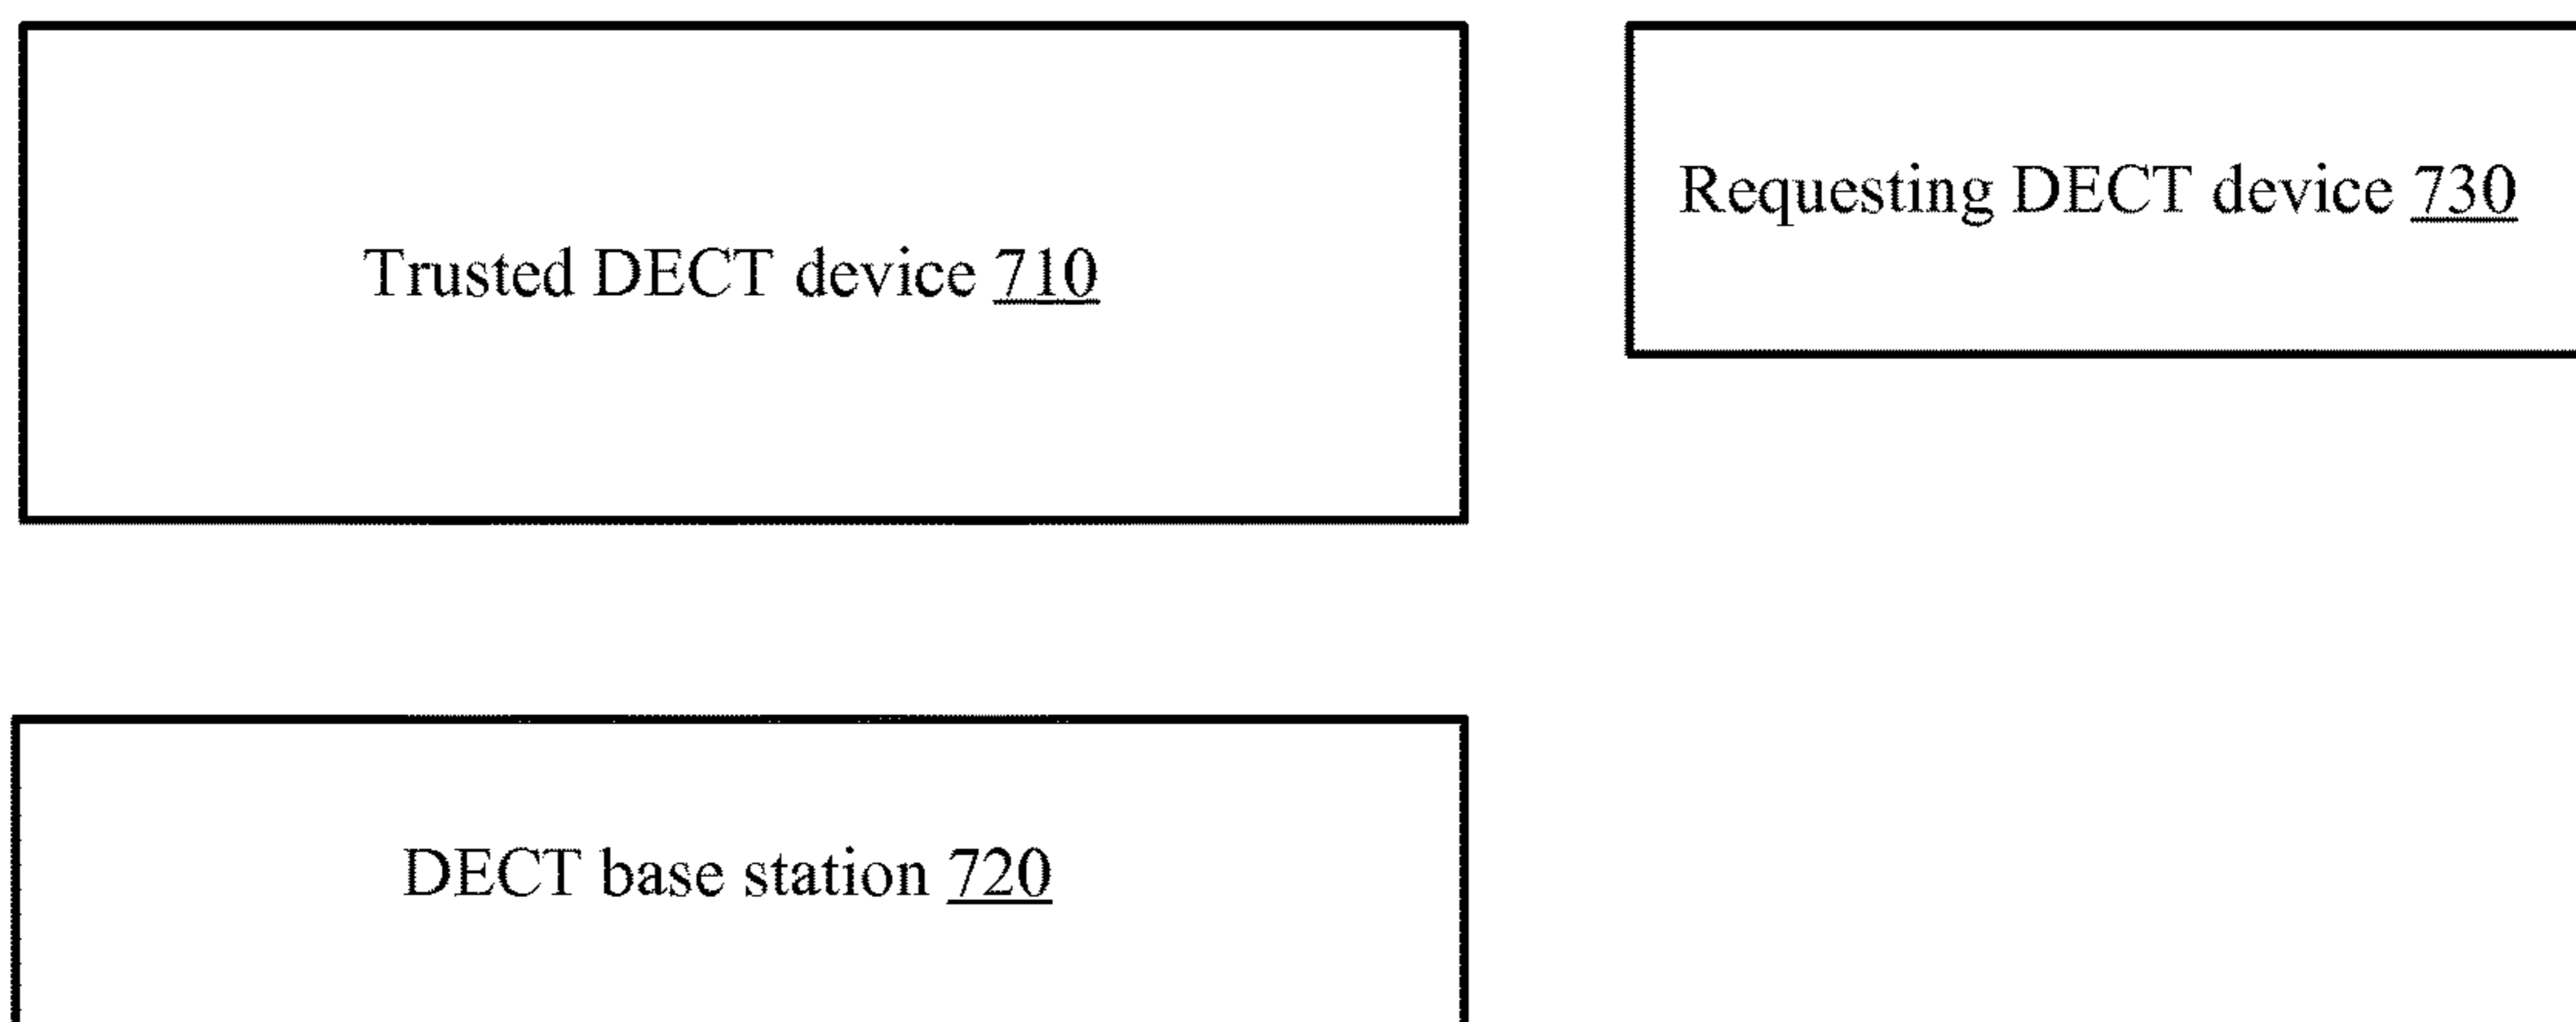 Trusted DECT device 710
Requesting DECT device 730
DECT base station 720